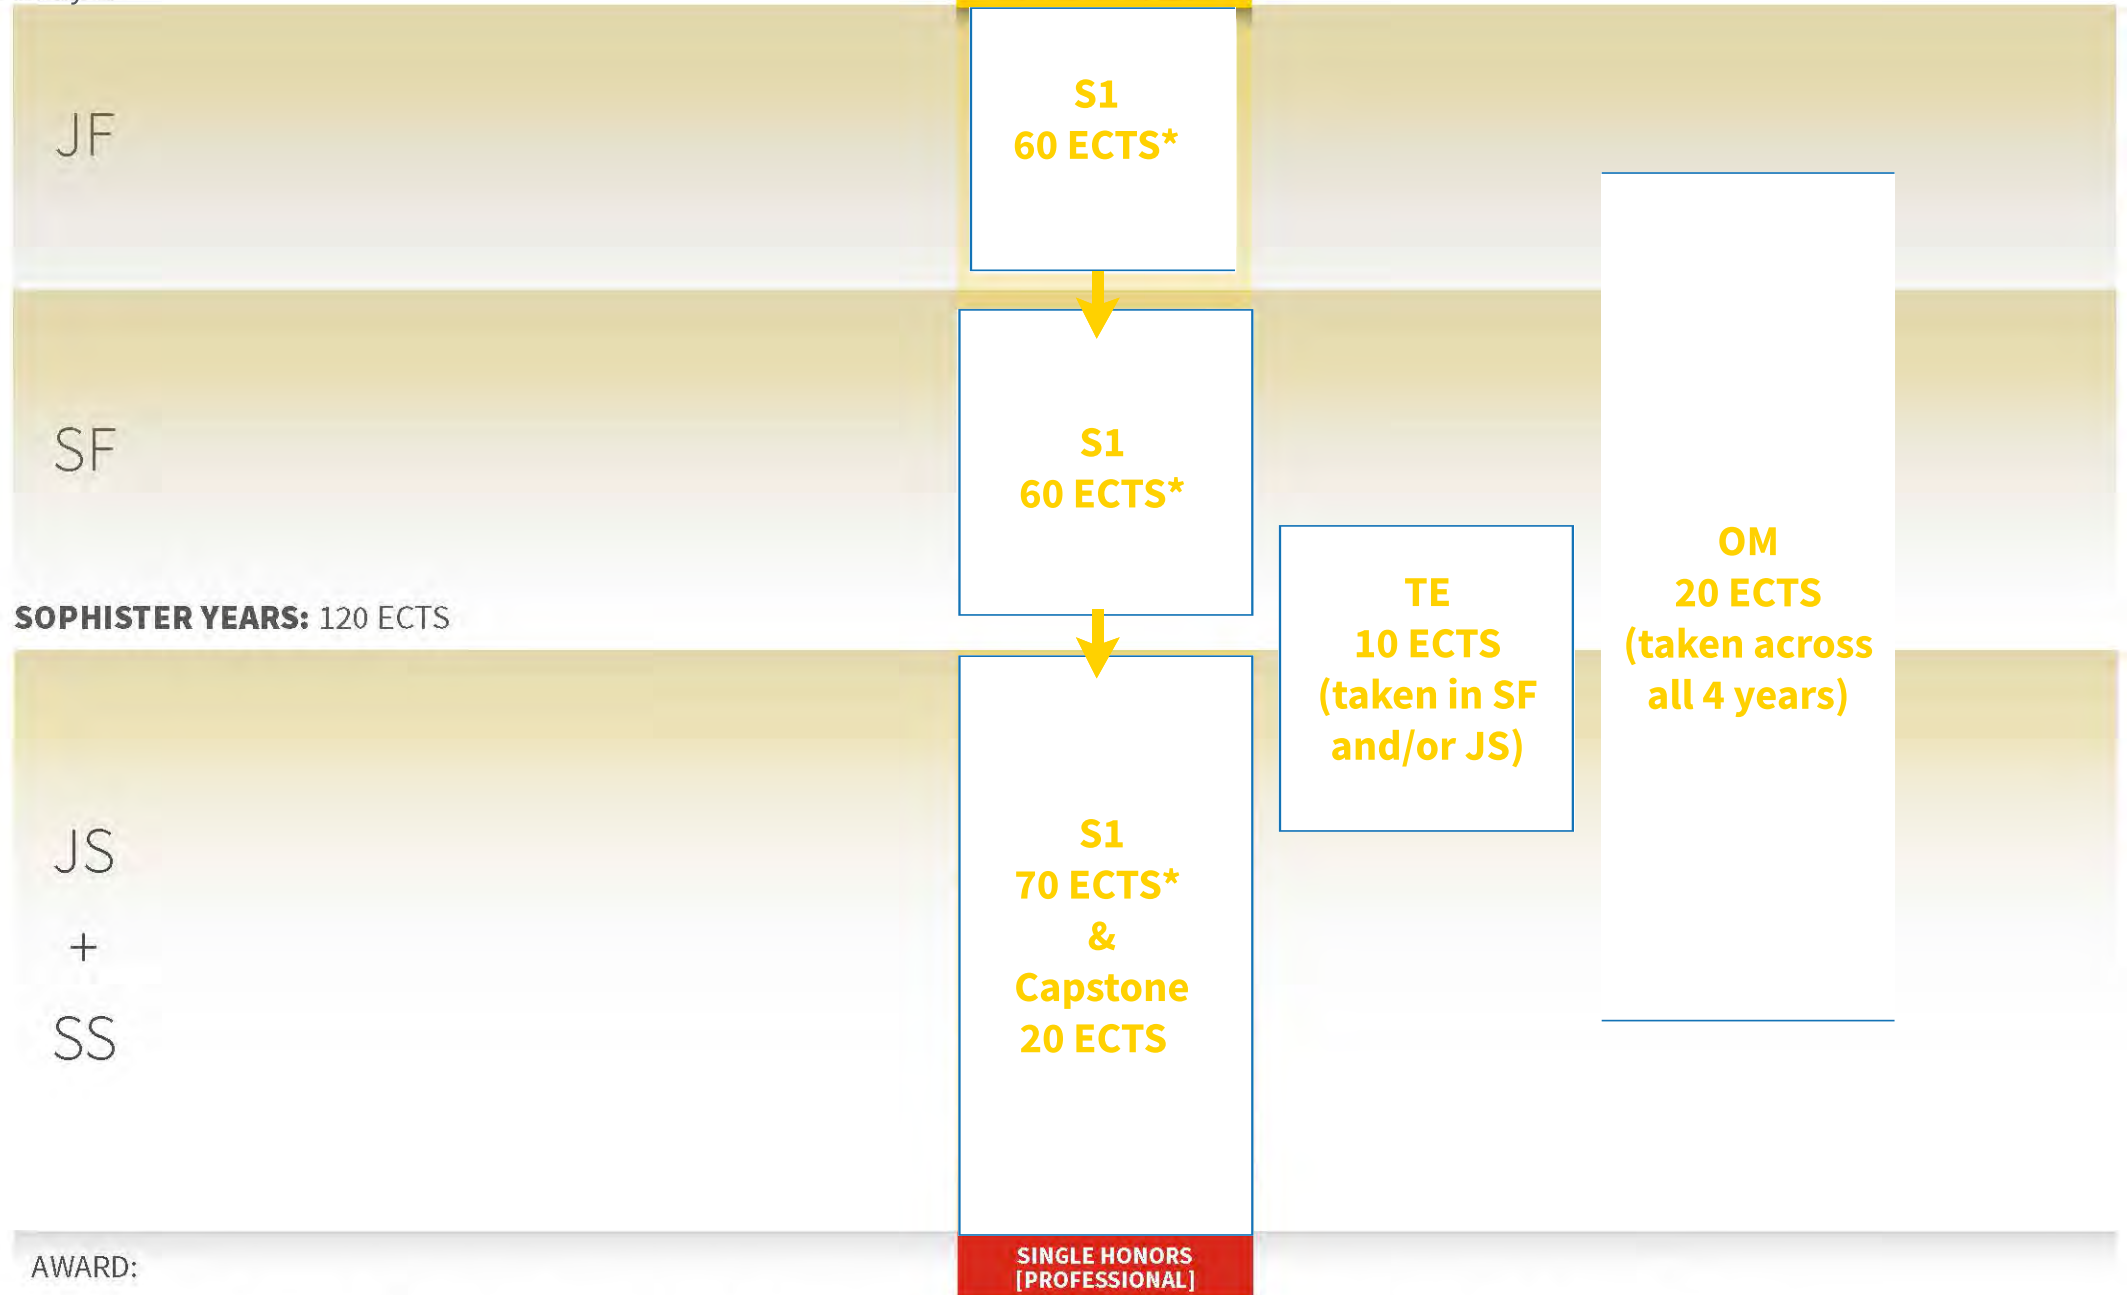 JF
S1
60 ECTS*
SF
S1
60 ECTS*
SOPHISTER YEARS: 120 ECTS
TE
10 ECTS
(taken in SF
and/or JS)
OM
20 ECTS
(taken across
all 4 years)
JS
+
SS
S1
70 ECTS*
&
Capstone
20 ECTS
AWARD:
SINGLE HONORS
[PROFESSIONAL]